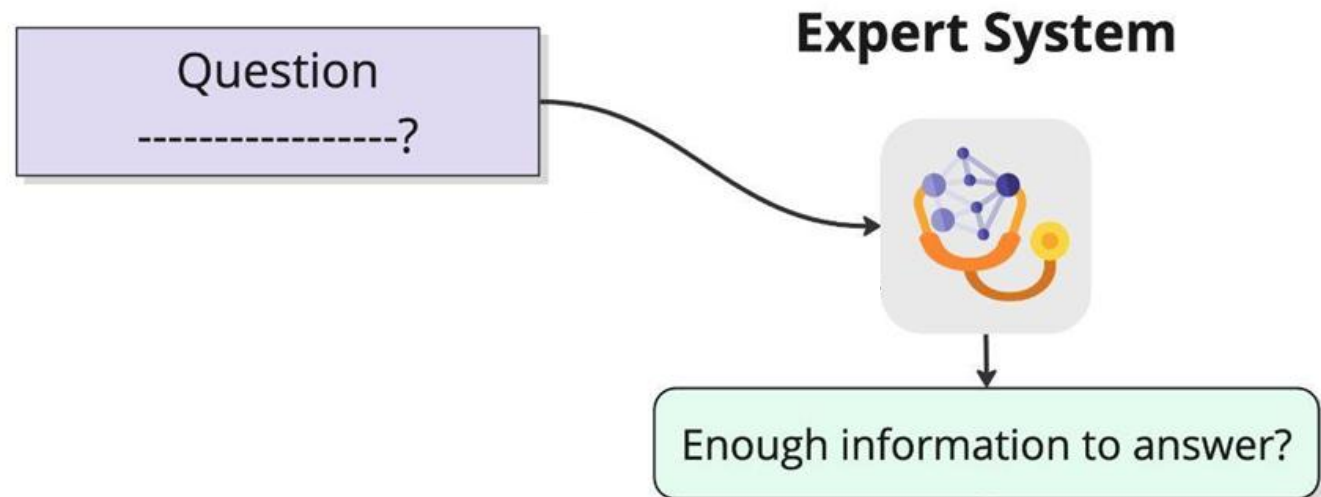 Expert System
Question
-----------------?
Enough information to answer?